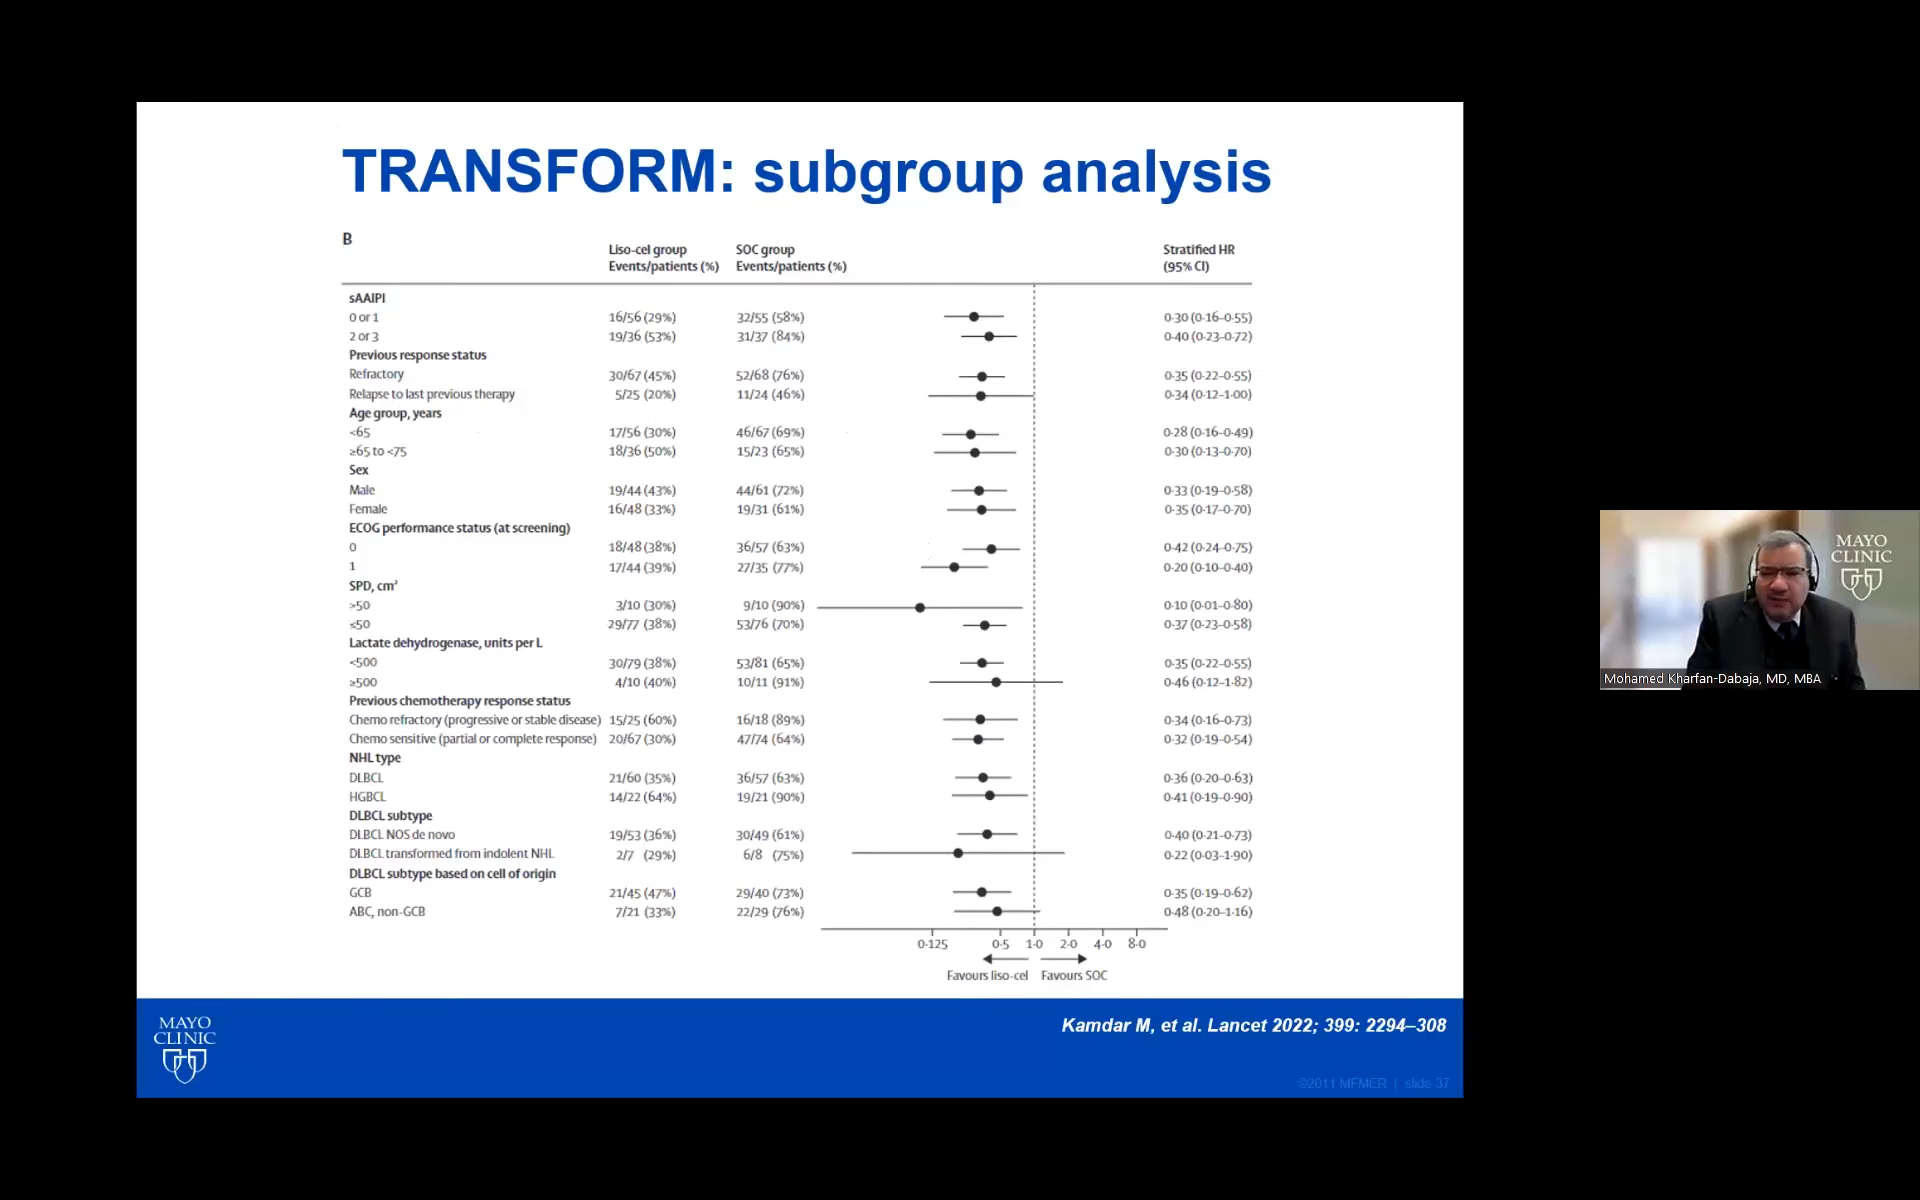 TRANSFORM: subgroup analysis
B
Liso-cel group
Events/patients (%)
SOC group
Events/patients (%)
Stratified HR
(95% CI)
sAAIPI
0 or 1 16/56 (29%) 32/55 (58%) 0·30 (0·16–0·55)
2 or 3 19/36 (53%) 31/37 (84%) 0·40 (0·23–0·72)
Previous response status
Refractory 30/67 (45%) 52/68 (76%) 0·35 (0·22–0·55)
Relapse to last previous therapy 5/25 (20%) 11/24 (46%) 0·34 (0·12–1·00)
Age group, years
<65 17/56 (30%) 46/67 (69%) 0·28 (0·16–0·49)
≥65 to <75 18/36 (50%) 15/23 (65%) 0·30 (0·13–0·70)
Sex
Male 19/44 (43%) 44/61 (72%) 0·33 (0·19–0·58)
Female 16/48 (33%) 19/31 (61%) 0·35 (0·17–0·70)
ECOG performance status (at screening)
0 18/48 (38%) 36/57 (63%) 0·42 (0·24–0·75)
1 17/44 (39%) 27/35 (77%) 0·20 (0·10–0·40)
SPD, cm²
>50 3/10 (30%) 9/10 (90%) 0·10 (0·01–0·80)
≤50 29/77 (38%) 53/76 (70%) 0·37 (0·23–0·58)
Lactate dehydrogenase, units per L
<500 30/79 (38%) 53/81 (65%) 0·35 (0·22–0·55)
≥500 4/10 (40%) 10/11 (91%) 0·46 (0·12–1·82)
Previous chemotherapy response status
Chemo refractory (progressive or stable disease) 15/25 (60%) 16/18 (89%) 0·34 (0·16–0·73)
Chemo sensitive (partial or complete response) 20/67 (30%) 47/74 (64%) 0·32 (0·19–0·54)
NHL type
DLBCL 21/60 (35%) 36/57 (63%) 0·36 (0·20–0·63)
HGBCL 14/22 (64%) 19/21 (90%) 0·41 (0·19–0·90)
DLBCL subtype
DLBCL NOS de novo 19/53 (36%) 30/49 (61%) 0·40 (0·21–0·73)
DLBCL transformed from indolent NHL 2/7 (29%) 6/8 (75%) 0·22 (0·03–1·90)
DLBCL subtype based on cell of origin
GCB 21/45 (47%) 29/40 (73%) 0·35 (0·19–0·62)
ABC, non-GCB 7/21 (33%) 22/29 (76%) 0·48 (0·20–1·16)
0·125 0·5 1·0 2·0 4·0 8·0
Favours liso-cel Favours SOC
MAYO
CLINIC
Kamdar M, et al. Lancet 2022; 399: 2294–308
©2011 MFMER | slide-37
MAYO
CLINIC
Mohamed Kharfan-Dabaja, MD, MBA